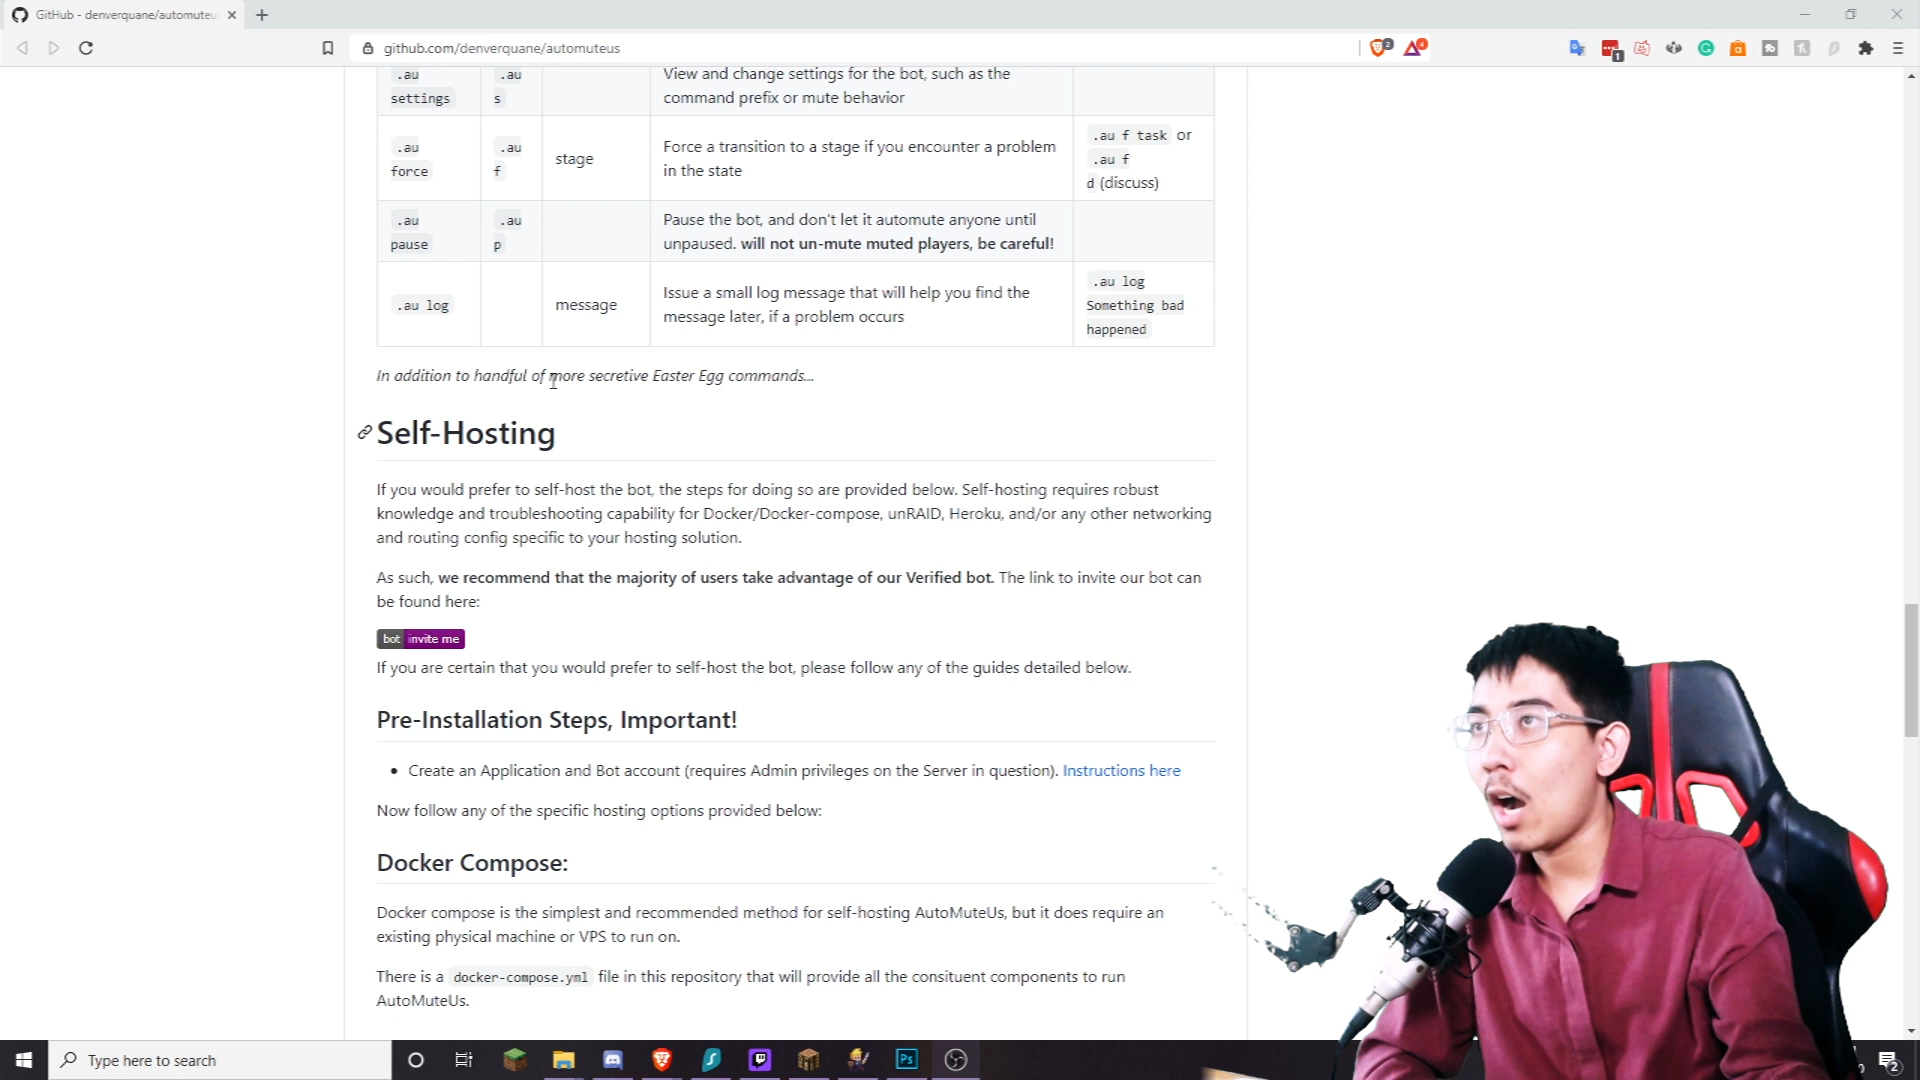 GitHub - denverquane/automuteu
github.com/denverquane/automuteus
2
4
1
.au settings
.au s
View and change settings for the bot, such as the
command prefix or mute behavior
.au force
.au f
stage
Force a transition to a stage if you encounter a problem
in the state
.au f task or
.au f
d (discuss)
.au pause
.au p
Pause the bot, and don't let it automute anyone until
unpaused. will not un-mute muted players, be careful!
.au log
message
Issue a small log message that will help you find the
message later, if a problem occurs
.au log
Something bad
happened
In addition to handful of more secretive Easter Egg commands...
Self-Hosting
If you would prefer to self-host the bot, the steps for doing so are provided below. Self-hosting requires robust
knowledge and troubleshooting capability for Docker/Docker-compose, unRAID, Heroku, and/or any other networking
and routing config specific to your hosting solution.
As such, we recommend that the majority of users take advantage of our Verified bot. The link to invite our bot can
be found here:
bot invite me
If you are certain that you would prefer to self-host the bot, please follow any of the guides detailed below.
Pre-Installation Steps, Important!
• Create an Application and Bot account (requires Admin privileges on the Server in question). Instructions here
Now follow any of the specific hosting options provided below:
Docker Compose:
Docker compose is the simplest and recommended method for self-hosting AutoMuteUs, but it does require an
existing physical machine or VPS to run on.
There is a docker-compose.yml file in this repository that will provide all the consituent components to run
AutoMuteUs.
Type here to search
Ps
2